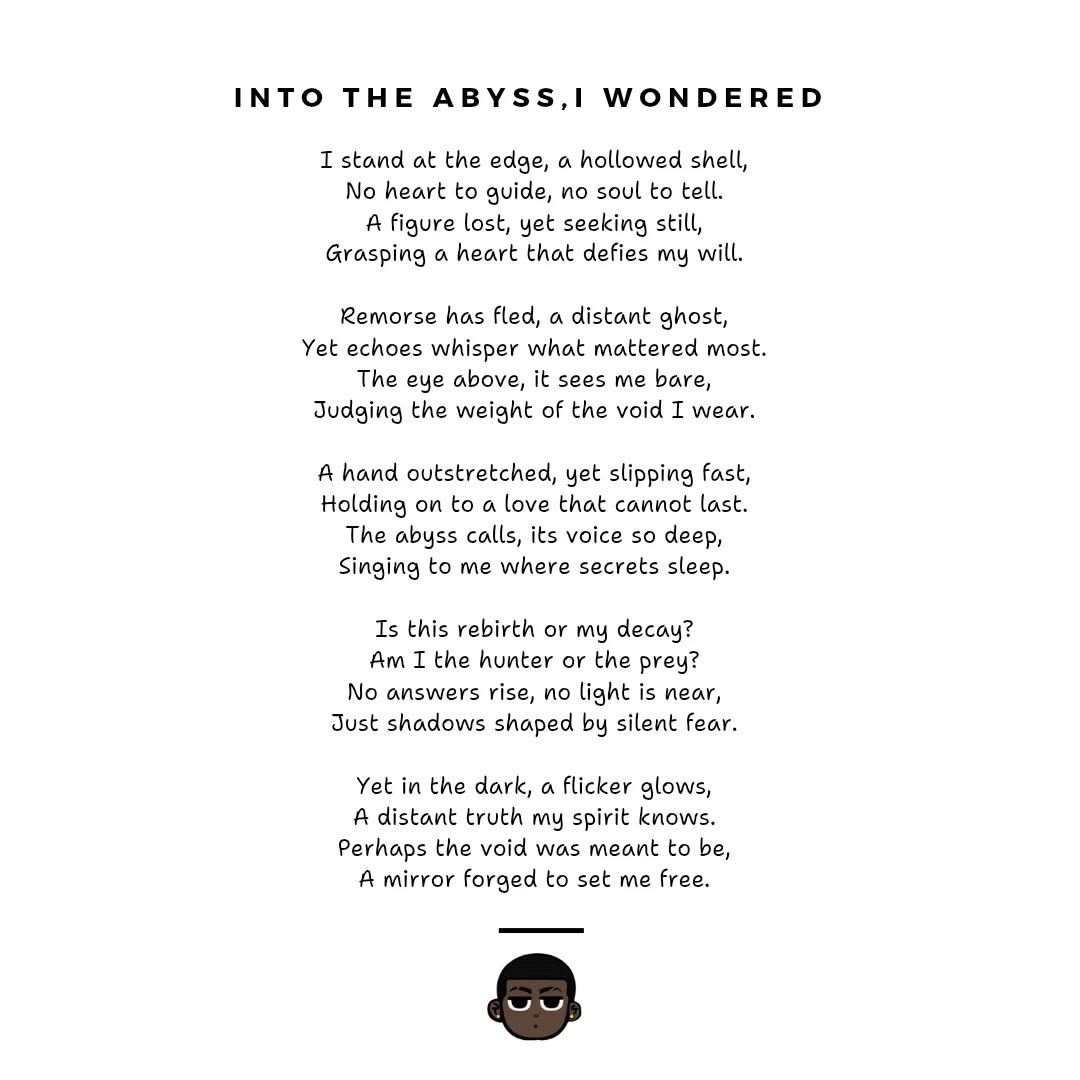 INTO THE ABYSS,I WONDERED
I stand at the edge, a hollowed shell,
No heart to guide, no soul to tell.
A figure lost, yet seeking still,
Grasping a heart that defies my will.
Remorse has fled, a distant ghost,
Yet echoes whisper what mattered most.
The eye above, it sees me bare,
Judging the weight of the void I wear.
A hand outstretched, yet slipping fast,
Holding on to a love that cannot last.
The abyss calls, its voice so deep,
Singing to me where secrets sleep.
Is this rebirth or my decay?
Am I the hunter or the prey?
No answers rise, no light is near,
Just shadows shaped by silent fear.
Yet in the dark, a flicker glows,
A distant truth my spirit knows.
Perhaps the void was meant to be,
A mirror forged to set me free.